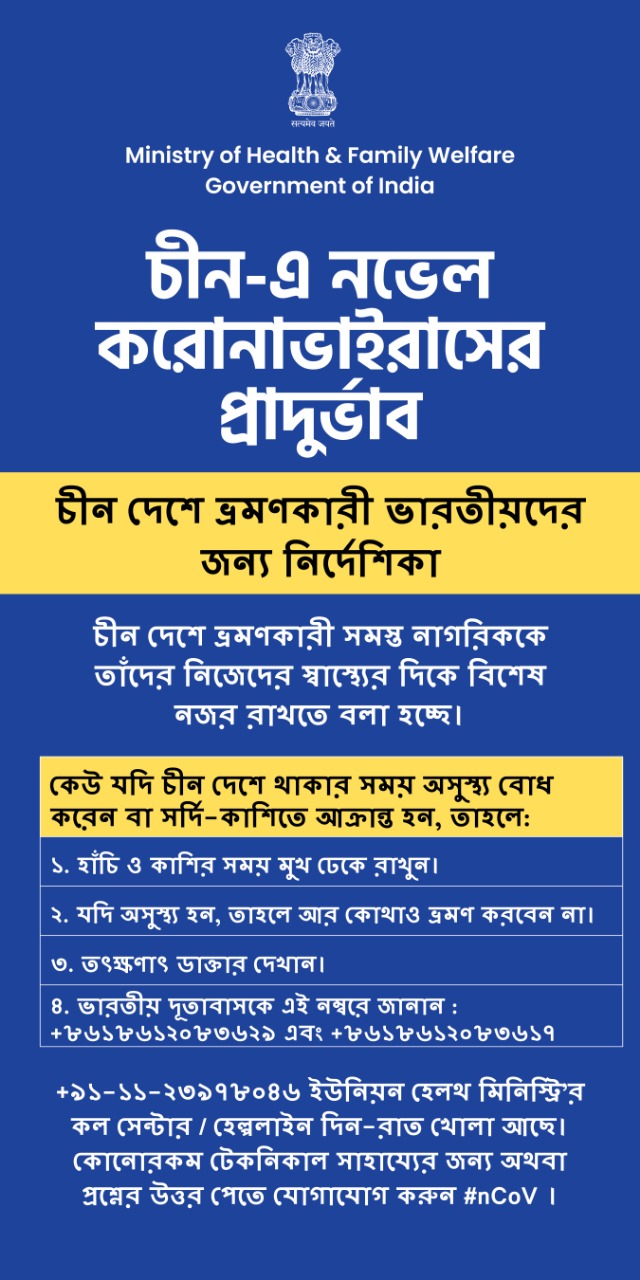 सत्यमेव जयते
Ministry of Health & Family Welfare
Government of India
চীন-এ নভেল
করোনাভাইরাসের
প্রাদুর্ভাব
চীন দেশে ভ্রমণকারী ভারতীয়দের
জন্য নির্দেশিকা
চীন দেশে ভ্রমণকারী সমস্ত নাগরিককে
তাঁদের নিজেদের স্বাস্থ্যের দিকে বিশেষ
নজর রাখতে বলা হচ্ছে।
কেউ যদি চীন দেশে থাকার সময় অসুস্থ্য বোধ
করেন বা সর্দি-কাশিতে আক্রান্ত হন, তাহলে:
১. হাঁচি ও কাশির সময় মুখ ঢেকে রাখুন।
২. যদি অসুস্থ্য হন, তাহলে আর কোথাও ভ্রমণ করবেন না।
৩. তৎক্ষণাৎ ডাক্তার দেখান।
৪. ভারতীয় দূতাবাসকে এই নম্বরে জানান :
+৮৬১৮৬১২০৮৩৬২৯ এবং +৮৬১৮৬১২০৮৩৬১৭
+৯১-১১-২৩৯৭৮০৪৬ ইউনিয়ন হেলথ মিনিস্ট্রি'র
কল সেন্টার / হেল্পলাইন দিন-রাত খোলা আছে।
কোনোরকম টেকনিকাল সাহায্যের জন্য অথবা
প্রশ্নের উত্তর পেতে যোগাযোগ করুন #nCoV ।